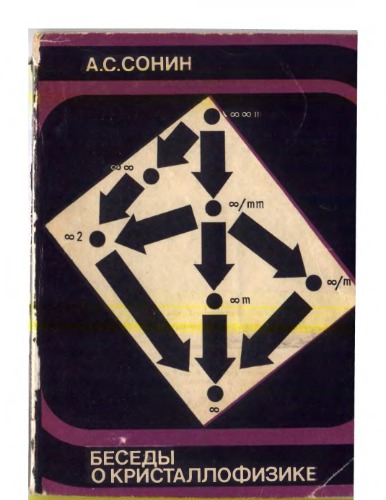 А.С.СОНИН
∞∞m
∞∞
∞/mm
∞2
∞/m
∞m
∞
БЕСЕДЫ
О КРИСТАЛЛОФИЗИКЕ